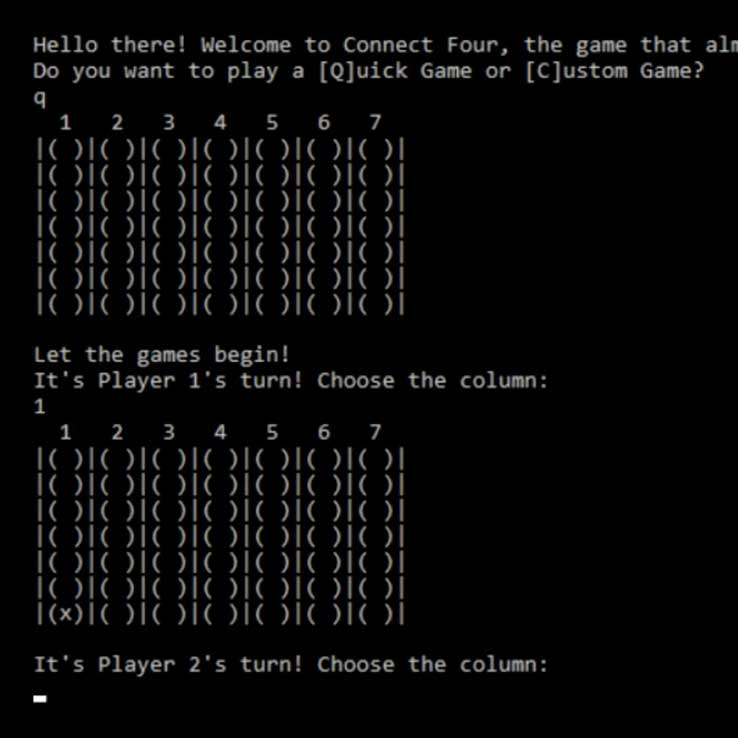 Hello there! Welcome to Connect Four, the game that
Do you want to play a [Q]uick Game or [C]ustom Game?
q
  1   2   3   4   5   6   7
|( )|( )|( )|( )|( )|( )|( )|
|( )|( )|( )|( )|( )|( )|( )|
|( )|( )|( )|( )|( )|( )|( )|
|( )|( )|( )|( )|( )|( )|( )|
|( )|( )|( )|( )|( )|( )|( )|
|( )|( )|( )|( )|( )|( )|( )|
|( )|( )|( )|( )|( )|( )|( )|
Let the games begin!
It's Player 1's turn! Choose the column:
1
  1   2   3   4   5   6   7
|( )|( )|( )|( )|( )|( )|( )|
|( )|( )|( )|( )|( )|( )|( )|
|( )|( )|( )|( )|( )|( )|( )|
|( )|( )|( )|( )|( )|( )|( )|
|( )|( )|( )|( )|( )|( )|( )|
|( )|( )|( )|( )|( )|( )|( )|
|(x)|( )|( )|( )|( )|( )|( )|
It's Player 2's turn! Choose the column: